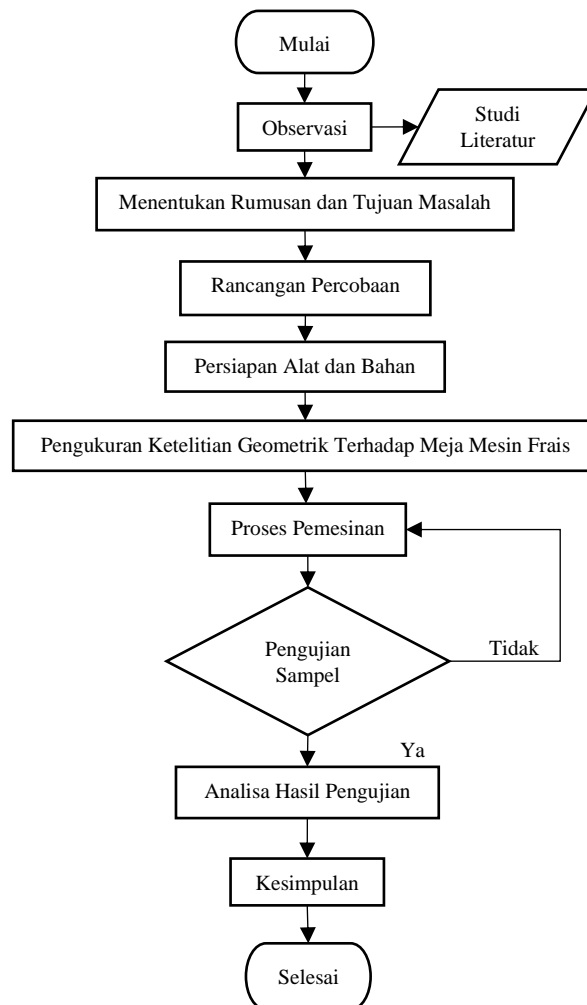 Mulai
Observasi
Studi
Literatur
Menentukan Rumusan dan Tujuan Masalah
Rancangan Percobaan
Persiapan Alat dan Bahan
Pengukuran Ketelitian Geometrik Terhadap Meja Mesin Frais
Proses Pemesinan
Pengujian
Sampel
Tidak
Ya
Analisa Hasil Pengujian
Kesimpulan
Selesai